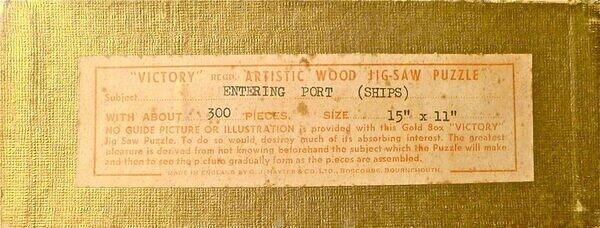 "VICTORY" REGD. ARTISTIC WOOD JIG-SAW PUZZLE
Subject ENTERING PORT (SHIPS)
WITH ABOUT 300 PIECES. SIZE 15" x 11"
NO GUIDE PICTURE OR ILLUSTRATION is provided with this Gold Box "VICTORY"
Jig Saw Puzzle. To do so would, destroy much of its absorbing interest. The greatest
pleasure is derived from not knowing beforehand the subject which the Puzzle will make
and then to see the picture gradually form as the pieces are assembled.
MADE IN ENGLAND BY G. J. HAYTER & CO. LTD., BOSCOMBE, BOURNEMOUTH.